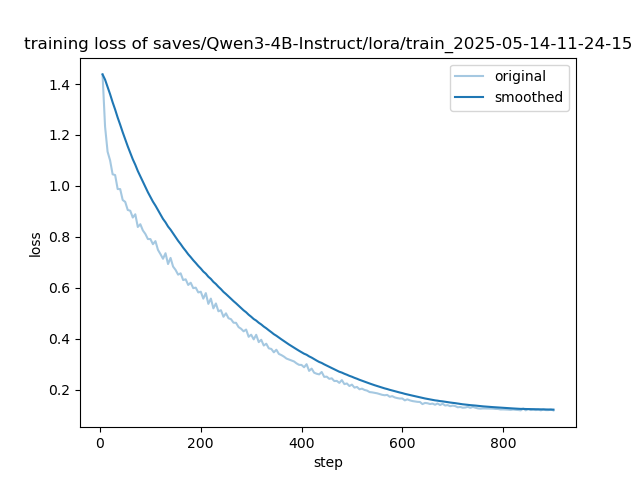 training loss of saves/Qwen3-4B-Instruct/lora/train_2025-05-14-11-24-15
original
smoothed
1.4
1.2
1.0
0.8
0.6
0.4
0.2
loss
0
200
400
600
800
step